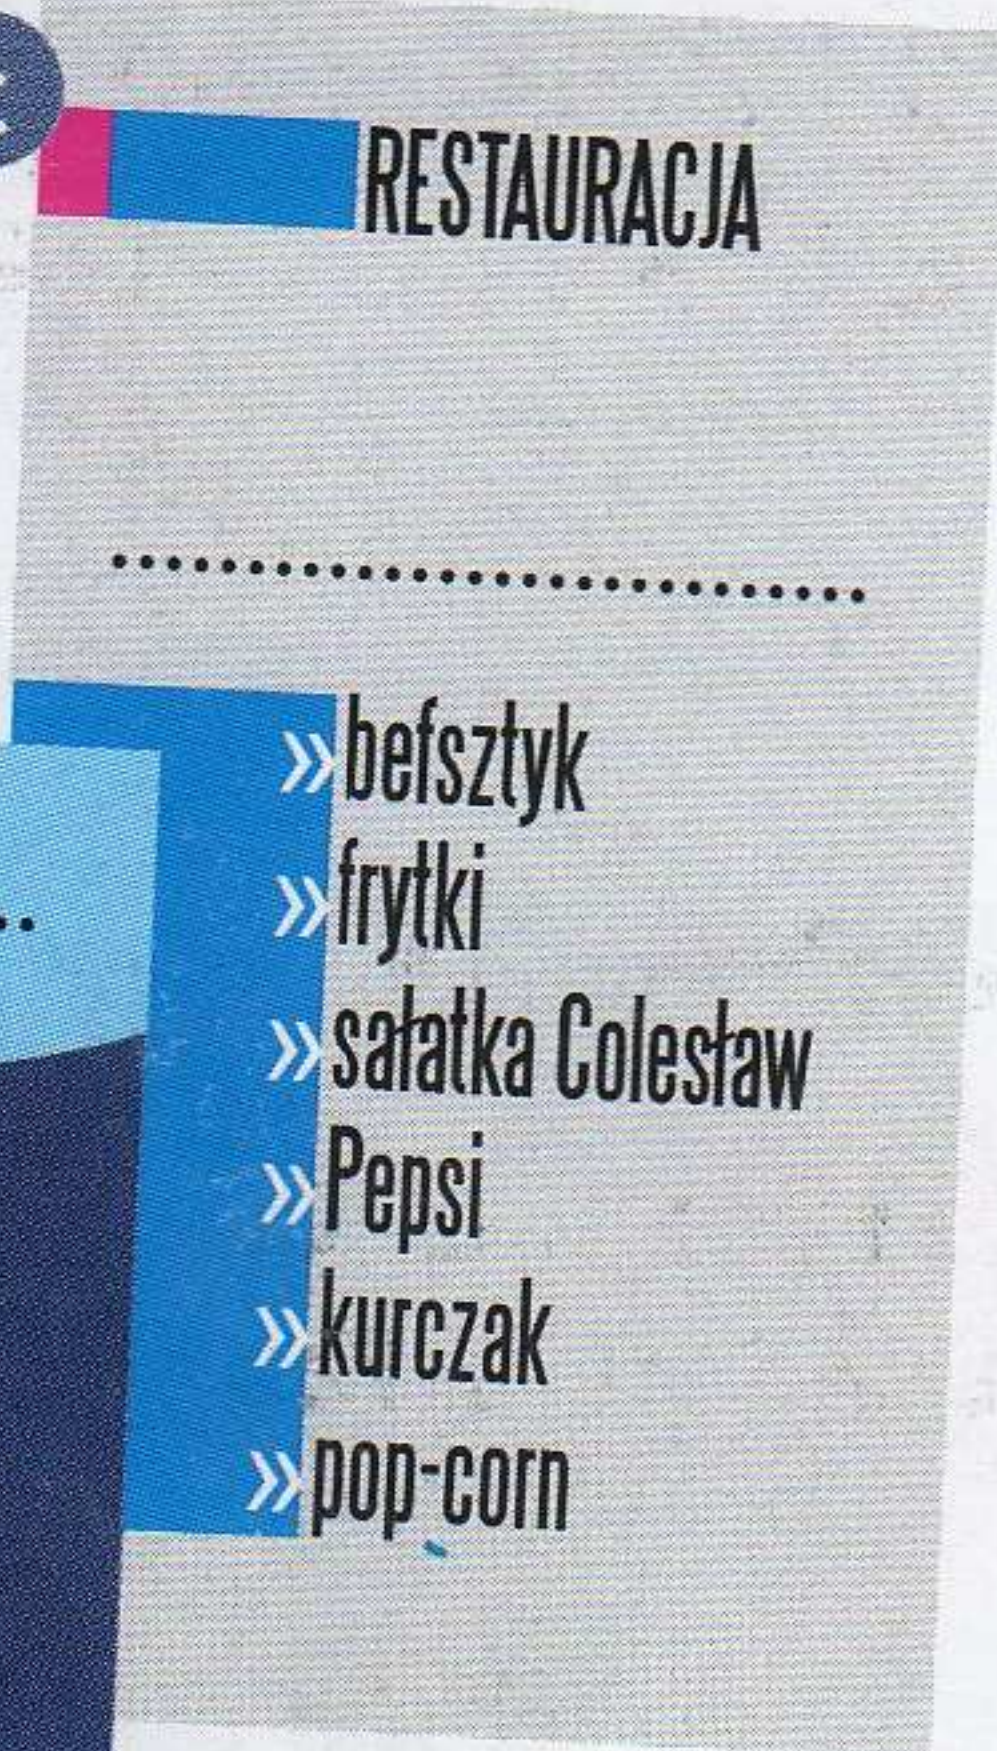 RESTAURACJA
..............................
» befsztyk
» frytki
» sałatka Colesław
» Pepsi
» kurczak
» pop-corn